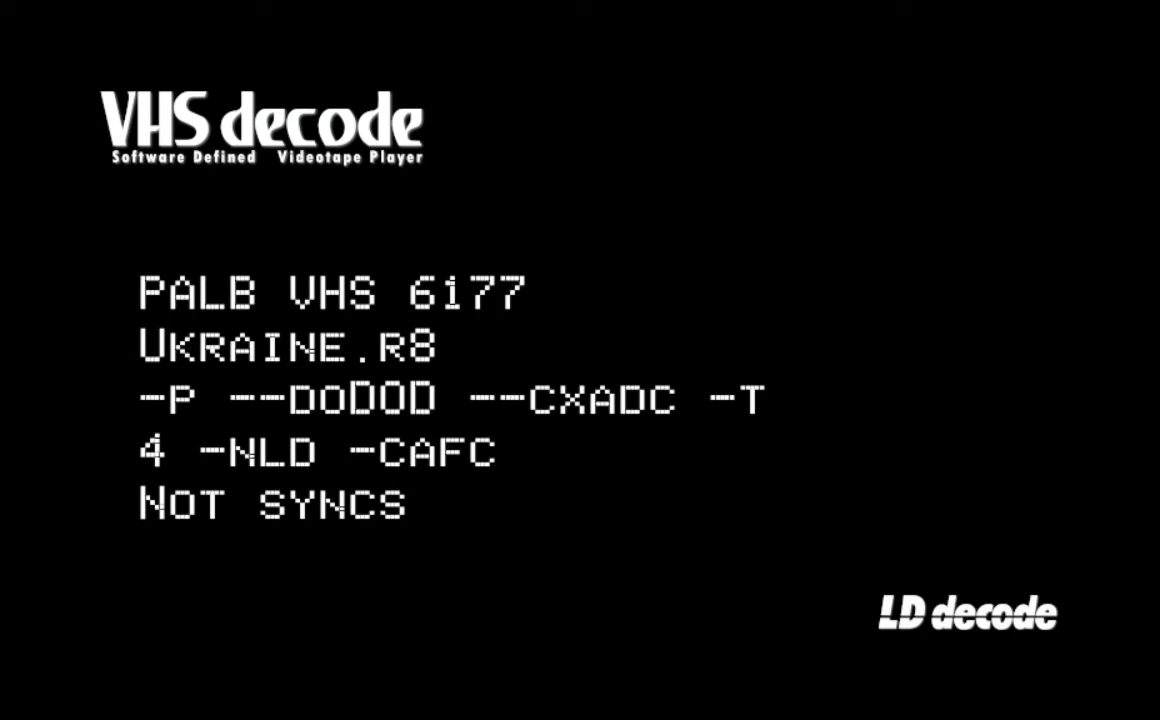 VHS decode
Software Defined Videotape Player
PALB VHS 6177
UKRAINE.R8
-P --DODOD --CXADC -T
4 -NLD -CAFC
NOT SYNCS
LD decode